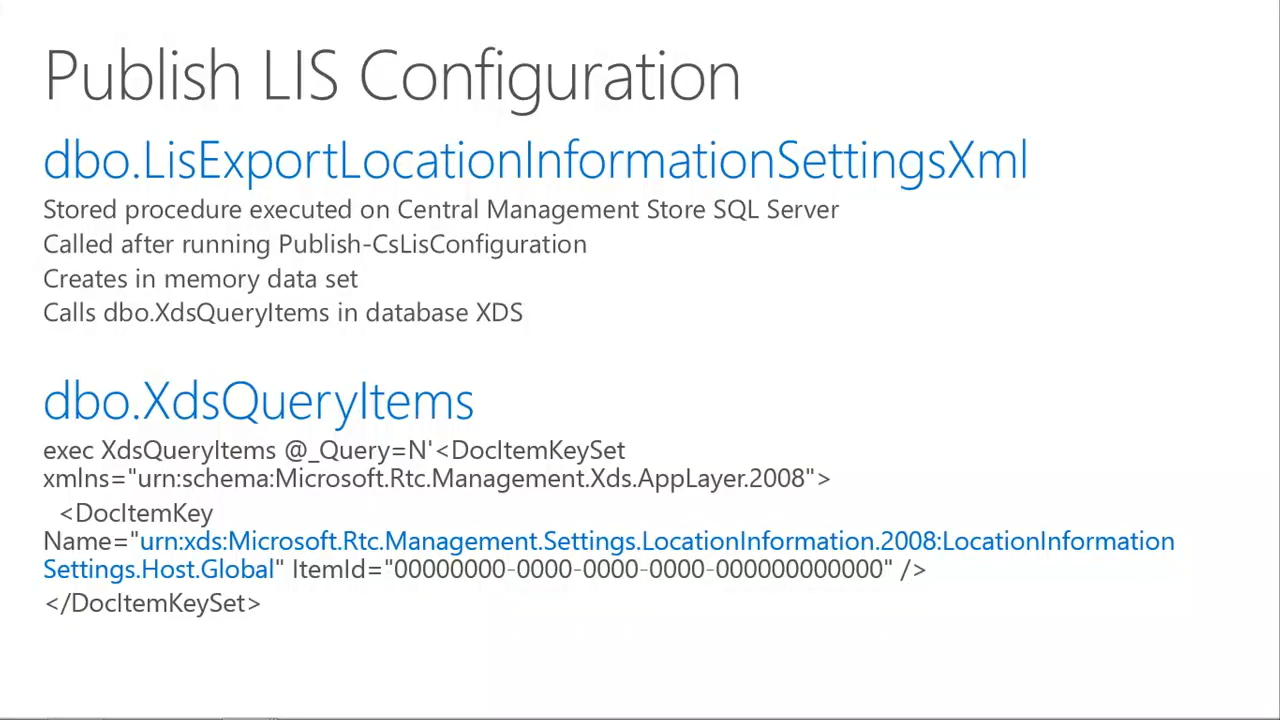 Publish LIS Configuration
dbo.LisExportLocationInformationSettingsXml
Stored procedure executed on Central Management Store SQL Server
Called after running Publish-CsLisConfiguration
Creates in memory data set
Calls dbo.XdsQueryItems in database XDS
dbo.XdsQueryItems
exec XdsQueryItems @_Query=N'<DocItemKeySet
xmlns="urn:schema:Microsoft.Rtc.Management.Xds.AppLayer.2008">
<DocItemKey
Name="urn:xds:Microsoft.Rtc.Management.Settings.LocationInformation.2008:LocationInformation
Settings.Host.Global" ItemId="00000000-0000-0000-0000-000000000000" />
</DocItemKeySet>